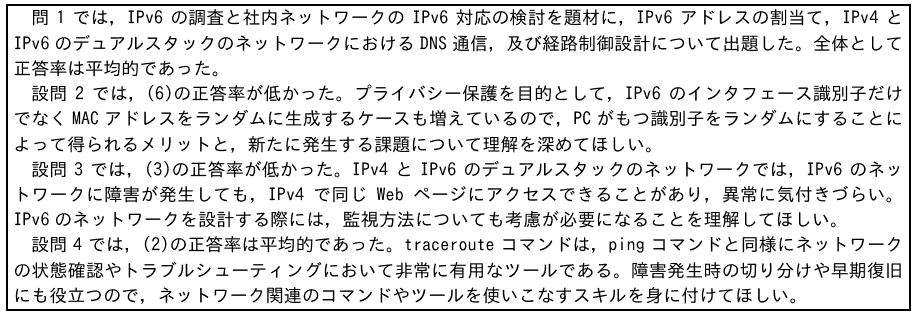 問 1 では，IPv6 の調査と社内ネットワークの IPv6 対応の検討を題材に，IPv6 アドレスの割当て，IPv4 と
IPv6 のデュアルスタックのネットワークにおける DNS 通信，及び経路制御設計について出題した。全体として
正答率は平均的であった。
設問 2 では，(6)の正答率が低かった。プライバシー保護を目的として，IPv6 のインタフェース識別子だけ
でなく MAC アドレスをランダムに生成するケースも増えているので，PC がもつ識別子をランダムにすることに
よって得られるメリットと，新たに発生する課題について理解を深めてほしい。
設問 3 では，(3)の正答率が低かった。IPv4 と IPv6 のデュアルスタックのネットワークでは，IPv6 のネッ
トワークに障害が発生しても，IPv4 で同じ Web ページにアクセスできることがあり，異常に気付きづらい。
IPv6 のネットワークを設計する際には，監視方法についても考慮が必要になることを理解してほしい。
設問 4 では，(2)の正答率は平均的であった。traceroute コマンドは，ping コマンドと同様にネットワーク
の状態確認やトラブルシューティングにおいて非常に有用なツールである。障害発生時の切り分けや早期復旧
にも役立つので，ネットワーク関連のコマンドやツールを使いこなすスキルを身に付けてほしい。